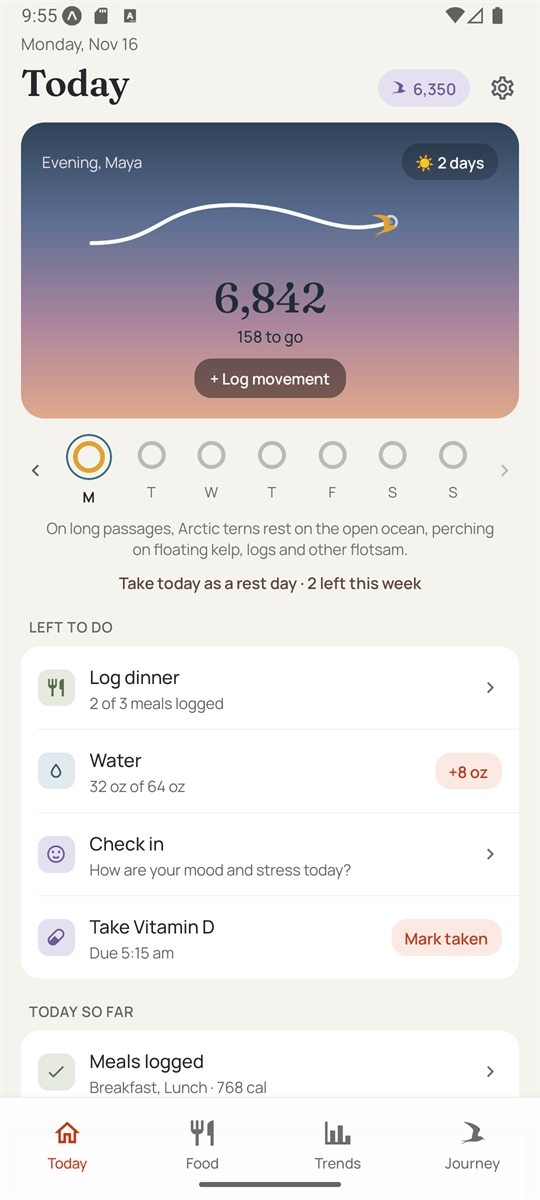 9:55
Monday, Nov 16
Today
6,350
Evening, Maya
☀️ 2 days
6,842
158 to go
+ Log movement
M T W T F S S
On long passages, Arctic terns rest on the open ocean, perching
on floating kelp, logs and other flotsam.
Take today as a rest day · 2 left this week
LEFT TO DO
Log dinner
2 of 3 meals logged
Water
32 oz of 64 oz
+8 oz
Check in
How are your mood and stress today?
Take Vitamin D
Due 5:15 am
Mark taken
TODAY SO FAR
Meals logged
Breakfast, Lunch · 768 cal
Today
Food
Trends
Journey